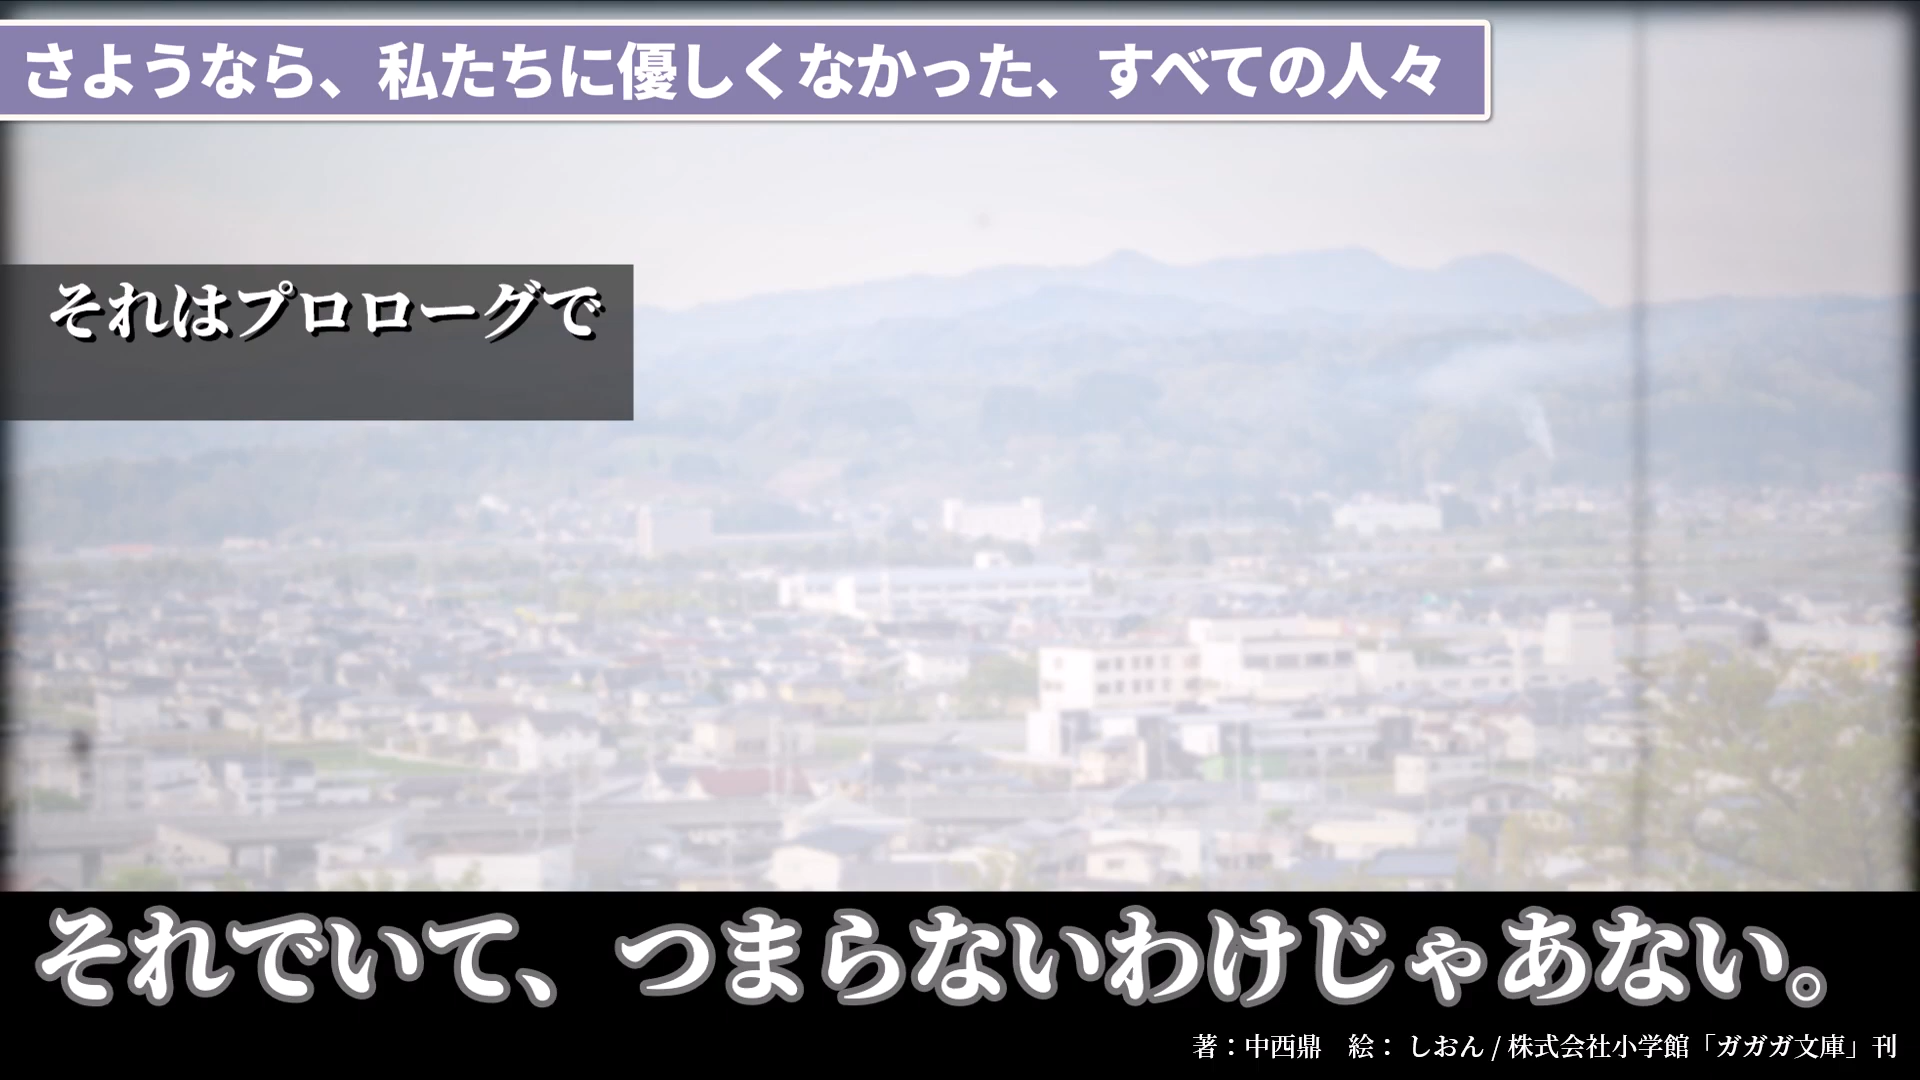 さようなら、私たちに優しくなかった、すべての人々
それはプロローグで
それでいて、つまらないわけじゃあない。
著：中西鼎　絵： しおん / 株式会社小学館「ガガガ文庫」刊